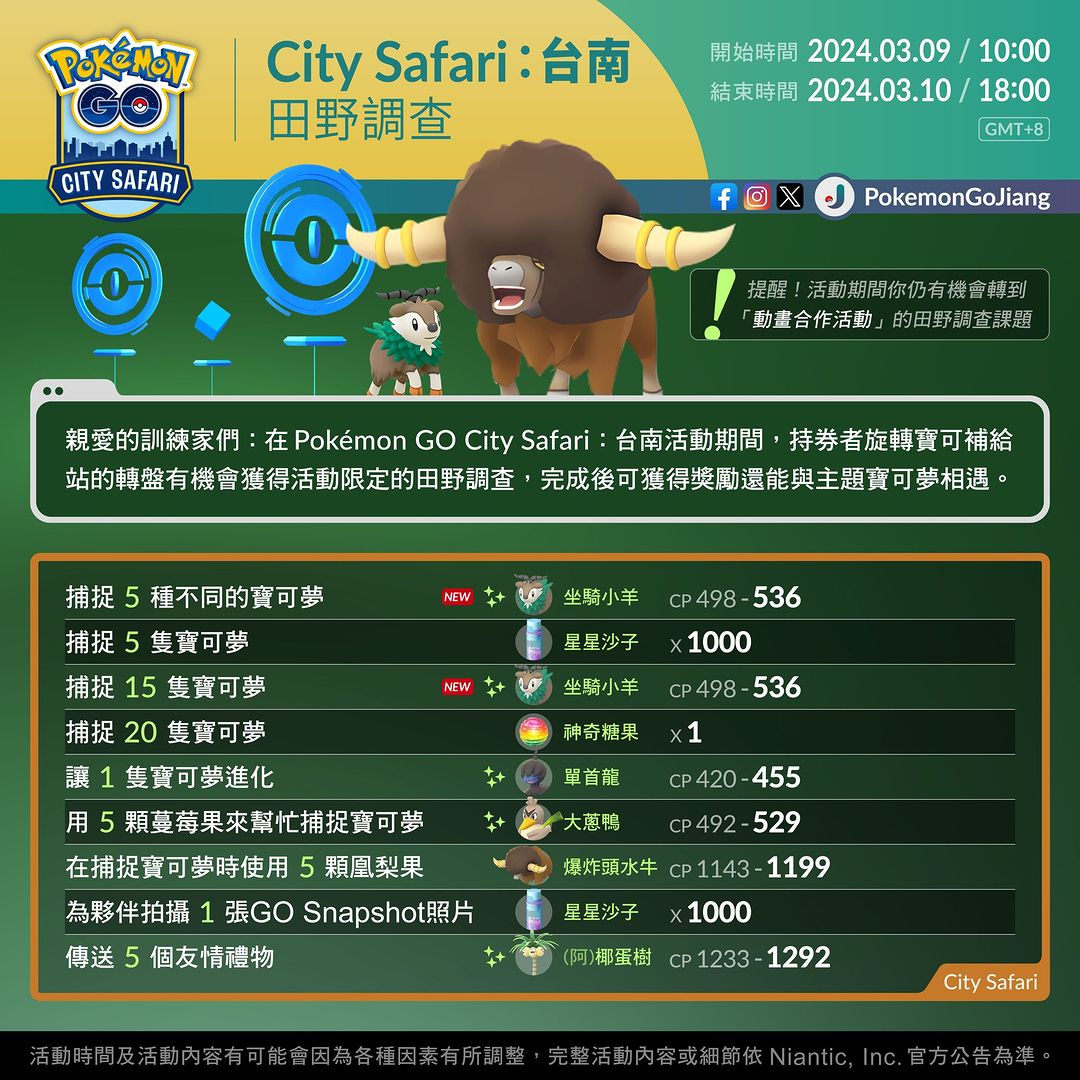 POKÉMON
GO
CITY SAFARI
City Safari：台南
田野調查
開始時間 2024.03.09 / 10:00
結束時間 2024.03.10 / 18:00
GMT+8
PokemonGoJiang
提醒！活動期間你仍有機會轉到
「動畫合作活動」的田野調查課題
親愛的訓練家們：在Pokémon GO City Safari：台南活動期間，持券者旋轉寶可補給
站的轉盤有機會獲得活動限定的田野調查，完成後可獲得獎勵還能與主題寶可夢相遇。
捕捉 5 種不同的寶可夢 NEW 坐騎小羊 CP 498 - 536
捕捉 5 隻寶可夢 星星沙子 x 1000
捕捉 15 隻寶可夢 NEW 坐騎小羊 CP 498 - 536
捕捉 20 隻寶可夢 神奇糖果 x 1
讓 1 隻寶可夢進化 單首龍 CP 420 - 455
用 5 顆蔓莓果來幫忙捕捉寶可夢 大蔥鴨 CP 492 - 529
在捕捉寶可夢時使用 5 顆凰梨果 爆炸頭水牛 CP 1143 - 1199
為夥伴拍攝 1 張GO Snapshot照片 星星沙子 x 1000
傳送 5 個友情禮物 (阿)椰蛋樹 CP 1233 - 1292
City Safari
活動時間及活動內容有可能會因為各種因素有所調整，完整活動內容或細節依 Niantic, Inc. 官方公告為準。